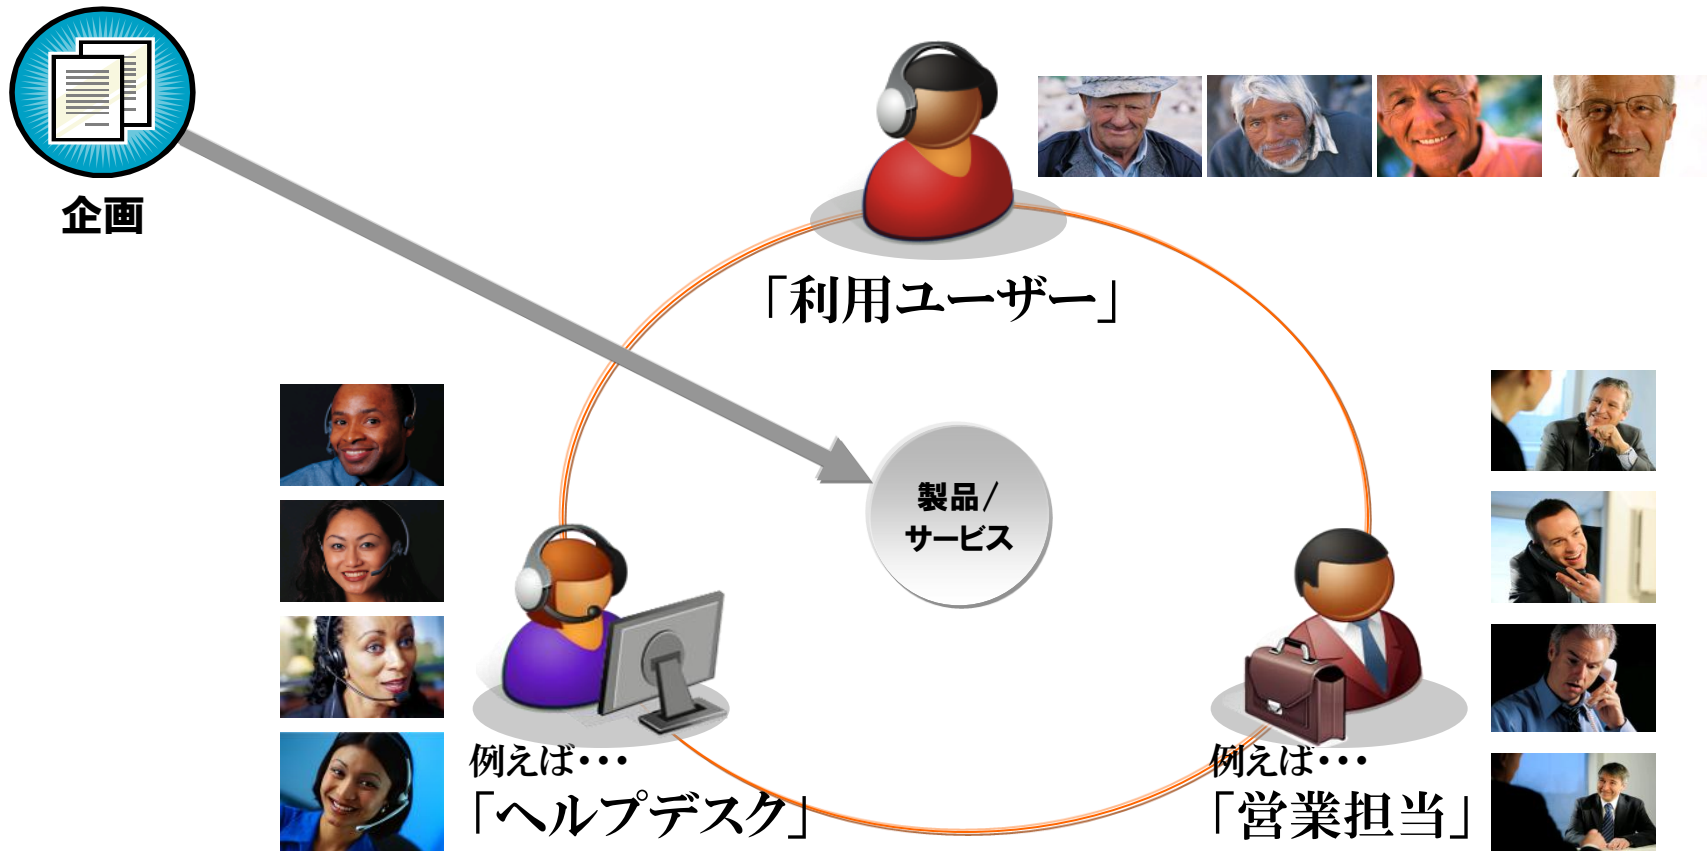 企画
「利用ユーザー」
製品/
サービス
例えば・・・
「ヘルプデスク」
例えば・・・
「営業担当」